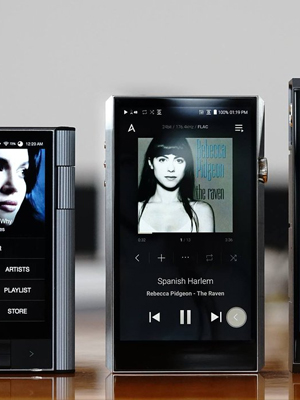 12:23 AM
Why
ARTISTS
PLAYLIST
STORE
100% 01:19 PM
FLAC
Rebecca
Pidgeon
the raven
Spanish Harlem
Rebecca Pidgeon - The Raven